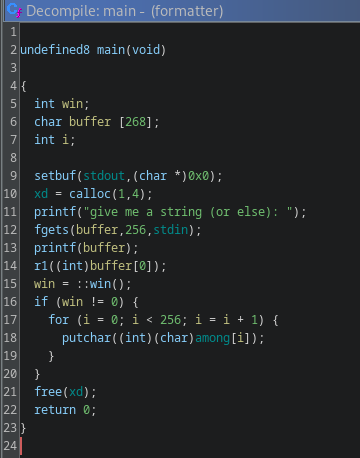 Decompile: main - (formatter)
1
2 undefined8 main(void)
3
4 {
5   int win;
6   char buffer [268];
7   int i;
8
9   setbuf(stdout,(char *)0x0);
10   xd = calloc(1,4);
11   printf("give me a string (or else): ");
12   fgets(buffer,256,stdin);
13   printf(buffer);
14   r1((int)buffer[0]);
15   win = ::win();
16   if (win != 0) {
17     for (i = 0; i < 256; i = i + 1) {
18       putchar((int)(char)among[i]);
19     }
20   }
21   free(xd);
22   return 0;
23 }
24